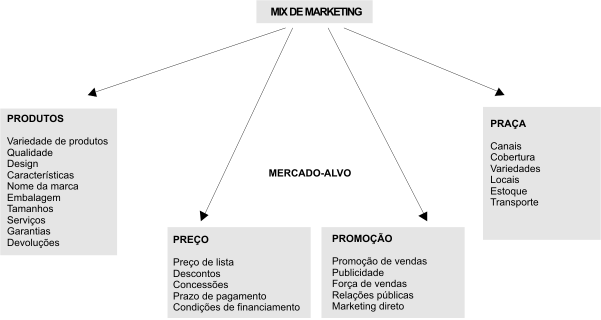 MIX DE MARKETING
PRODUTOS
Variedade de produtos
Qualidade
Design
Características
Nome da marca
Embalagem
Tamanhos
Serviços
Garantias
Devoluções
MERCADO-ALVO
PREÇO
Preço de lista
Descontos
Concessões
Prazo de pagamento
Condições de financiamento
PROMOÇÃO
Promoção de vendas
Publicidade
Força de vendas
Relações públicas
Marketing direto
PRAÇA
Canais
Cobertura
Variedades
Locais
Estoque
Transporte